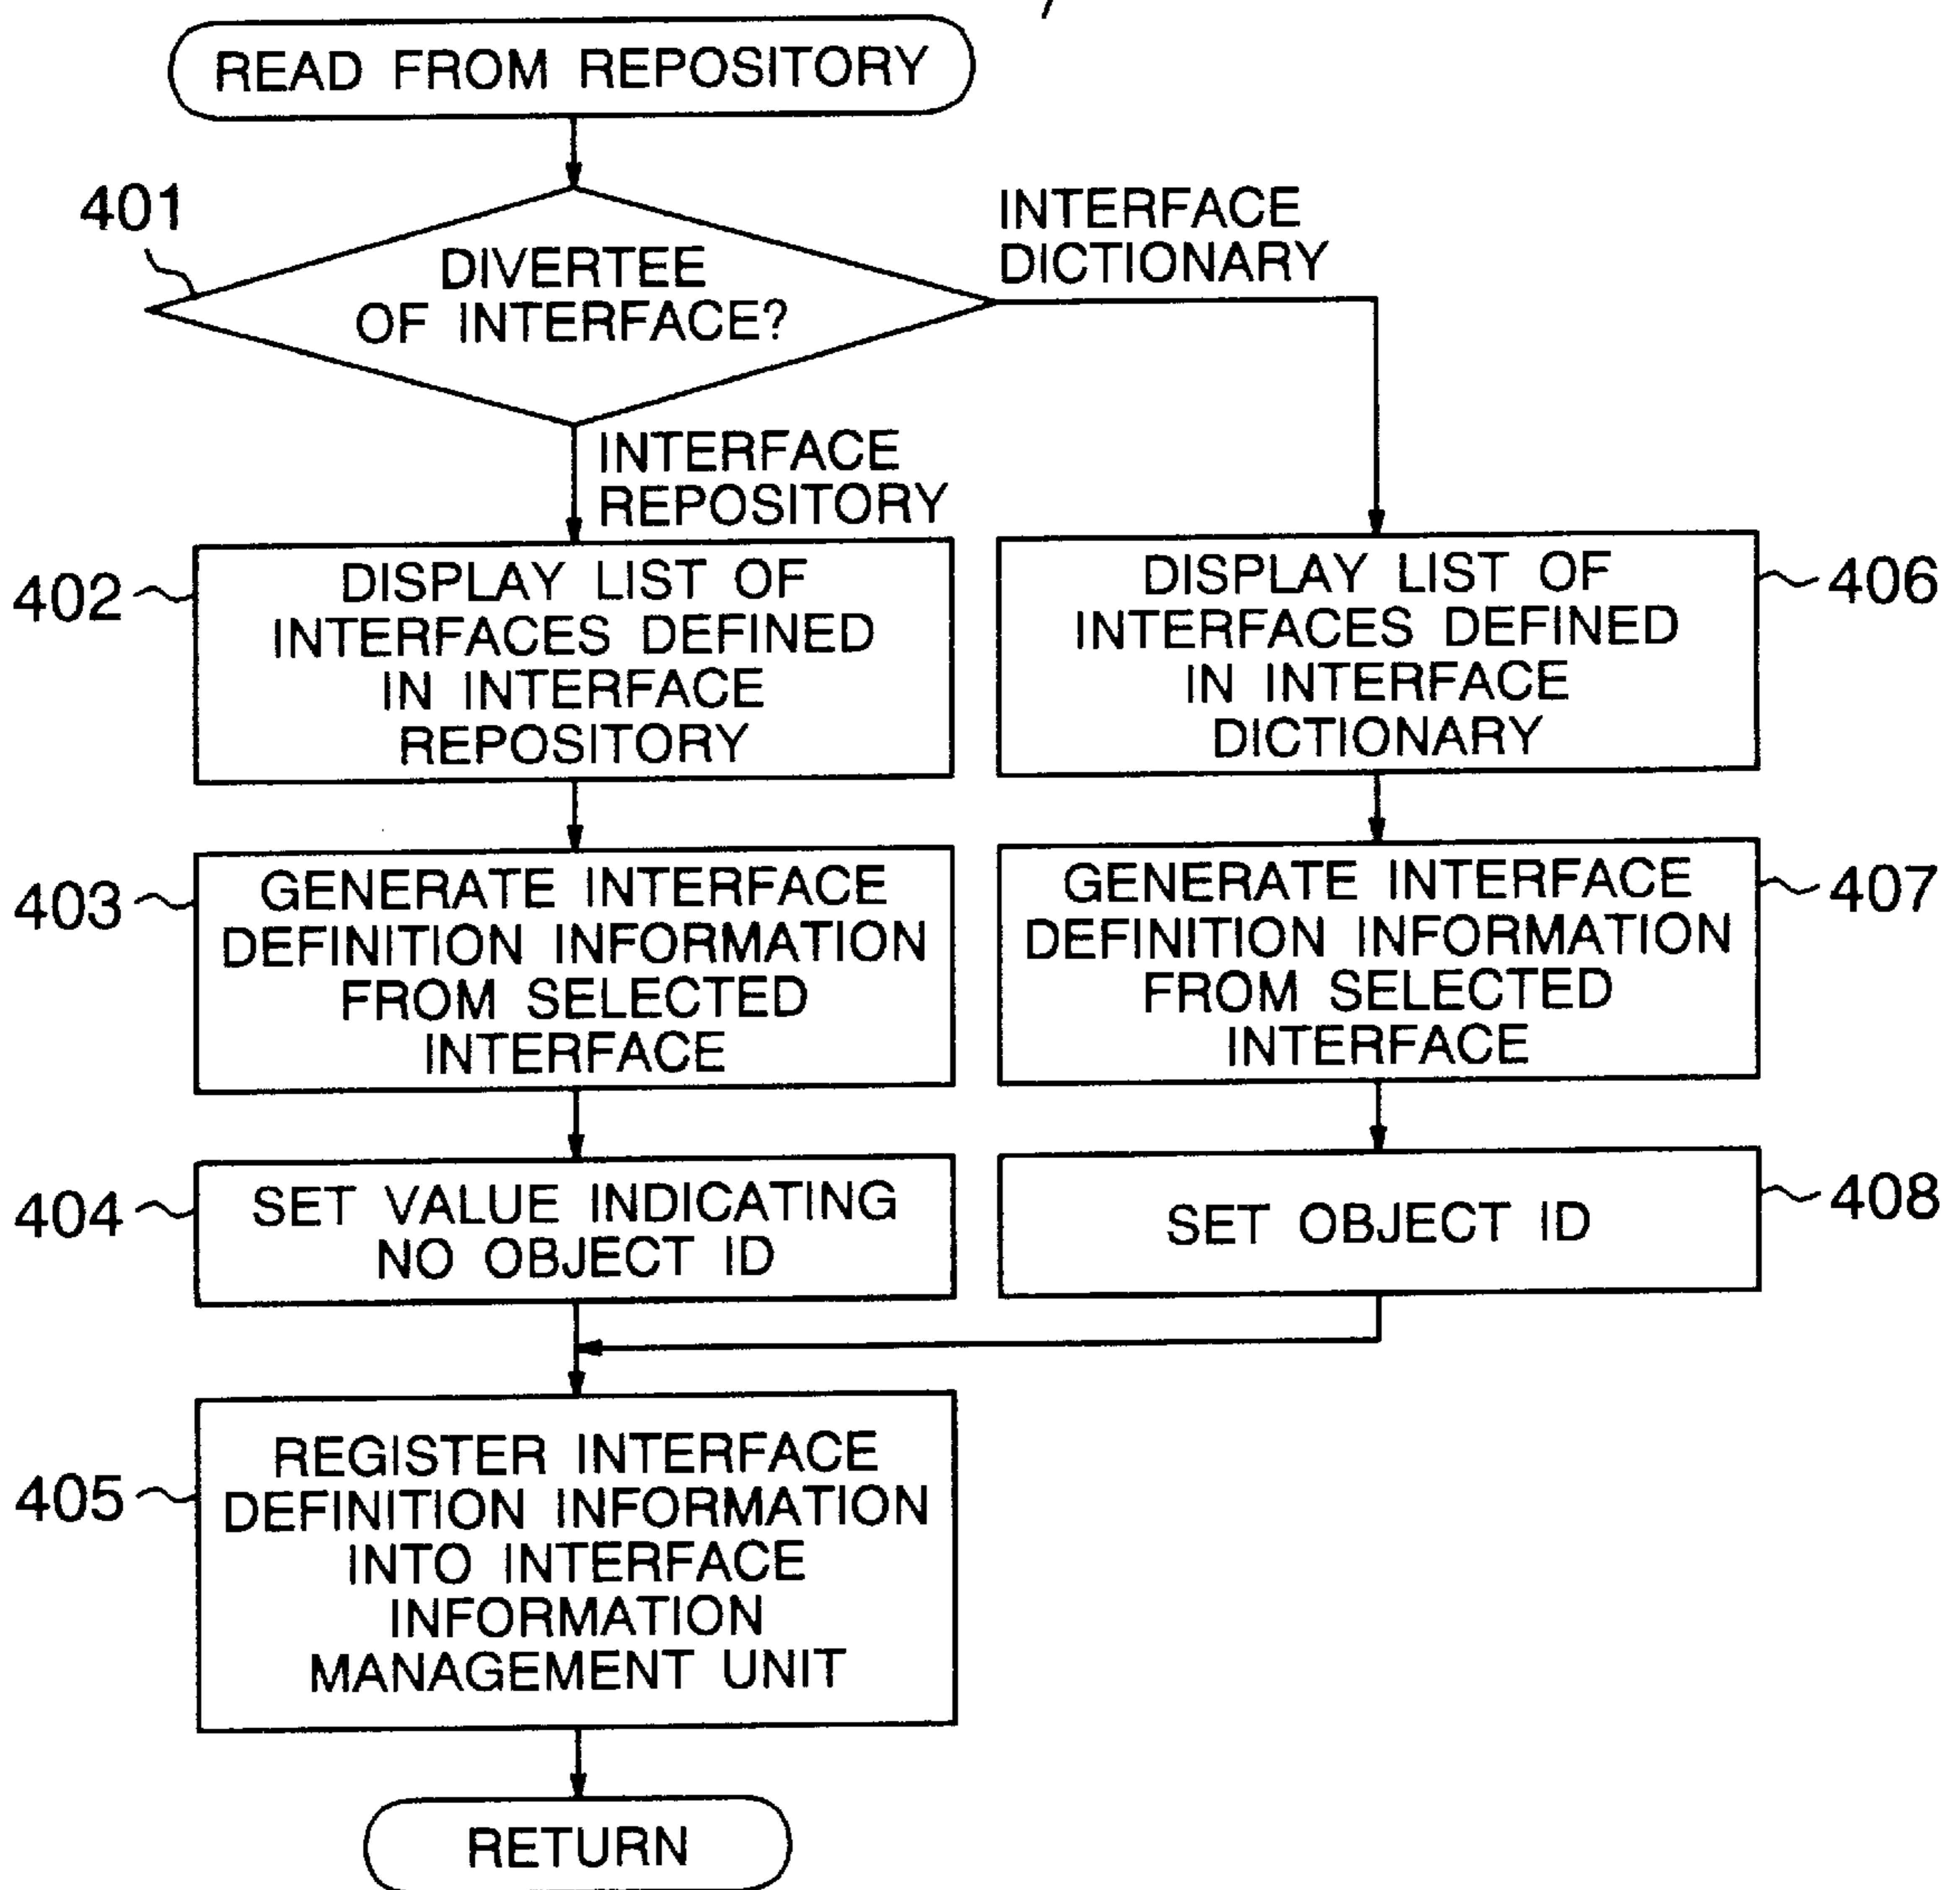 READ FROM REPOSITORY
401
DIVERTEE
OF INTERFACE?
INTERFACE
DICTIONARY
INTERFACE
REPOSITORY
402
DISPLAY LIST OF
INTERFACES DEFINED
IN INTERFACE
REPOSITORY
DISPLAY LIST OF
INTERFACES DEFINED
IN INTERFACE
DICTIONARY
406
403
GENERATE INTERFACE
DEFINITION INFORMATION
FROM SELECTED
INTERFACE
GENERATE INTERFACE
DEFINITION INFORMATION
FROM SELECTED
INTERFACE
407
404
SET VALUE INDICATING
NO OBJECT ID
SET OBJECT ID
408
405
REGISTER INTERFACE
DEFINITION INFORMATION
INTO INTERFACE
INFORMATION
MANAGEMENT UNIT
RETURN